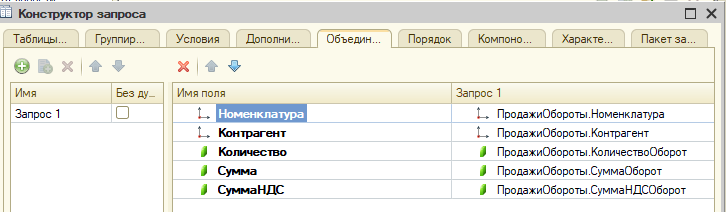 Конструктор запроса
Таблицы... Группир... Условия Дополни... Объедин... Порядок Компоно... Характе... Пакет за...
Имя Без ду... Имя поля Запрос 1
Запрос 1 Номенклатура ПродажиОбороты.Номенклатура
Контрагент ПродажиОбороты.Контрагент
Количество ПродажиОбороты.КоличествоОборот
Сумма ПродажиОбороты.СуммаОборот
СуммаНДС ПродажиОбороты.СуммаНДСОборот